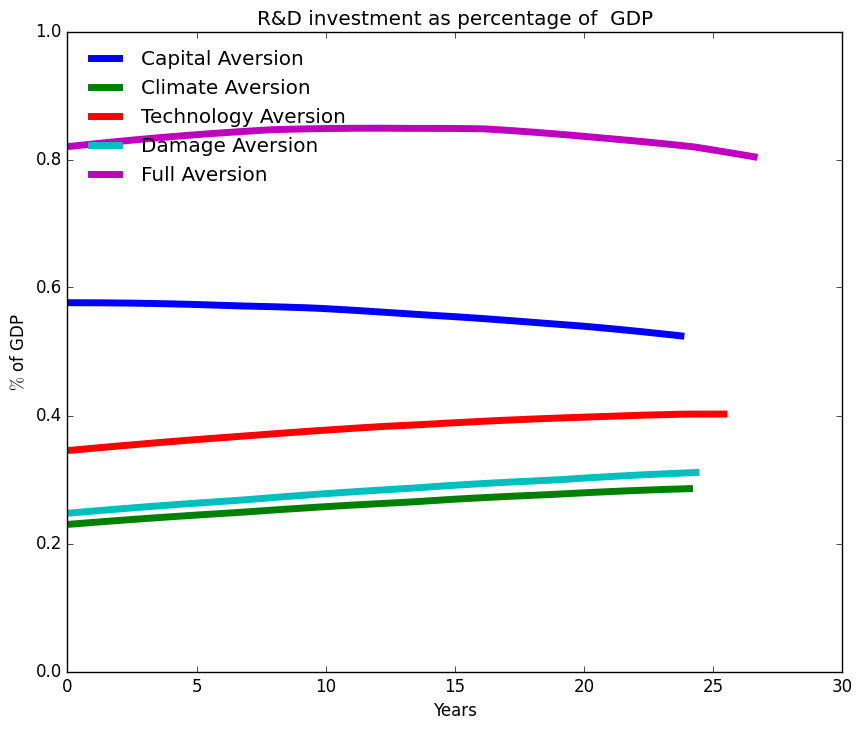 R&D investment as percentage of  GDP
1.0
0.8
0.6
0.4
0.2
0.0
% of GDP
Capital Aversion
Climate Aversion
Technology Aversion
Damage Aversion
Full Aversion
0 5 10 15 20 25 30
Years